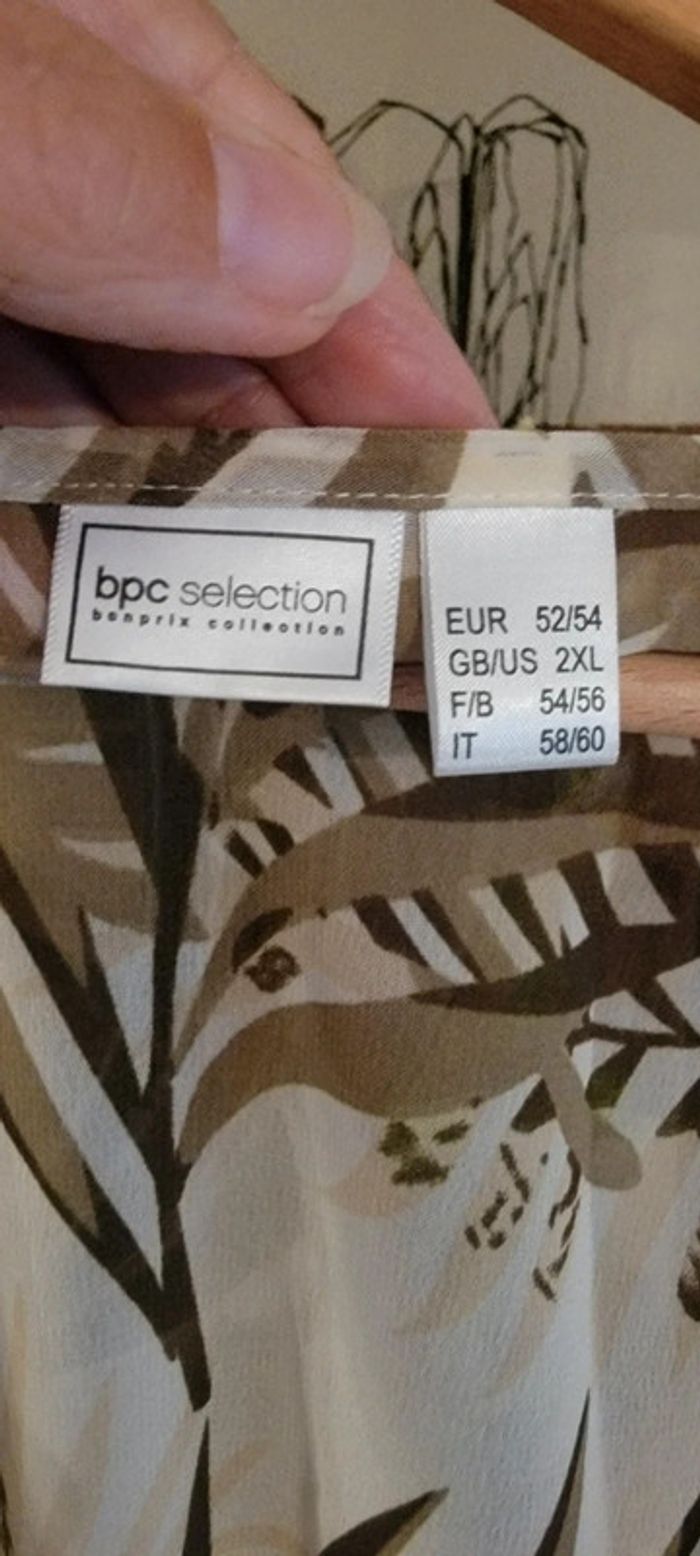 bpc selection
bonprix collection
EUR 52/54
GB/US 2XL
F/B 54/56
IT 58/60